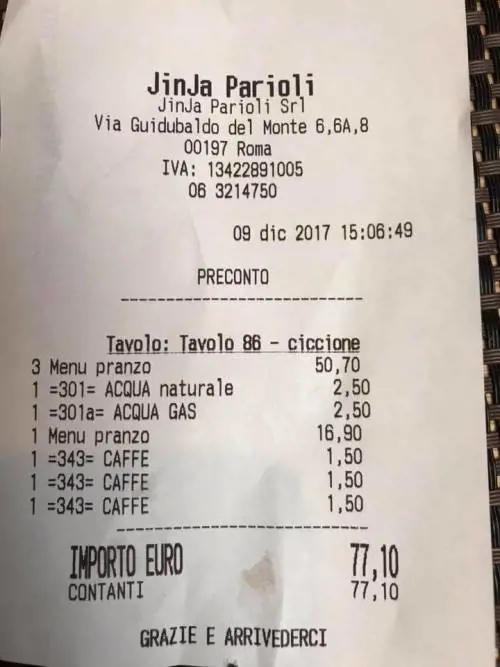 JinJa Parioli
JinJa Parioli Srl
Via Guidubaldo del Monte 6,6A,8
00197 Roma
IVA: 13422891005
06 3214750
09 dic 2017 15:06:49
PRECONTO
Tavolo: Tavolo 86 - ciccione
3 Menu pranzo 50,70
1 =301= ACQUA naturale 2,50
1 =301a= ACQUA GAS 2,50
1 Menu pranzo 16,90
1 =343= CAFFE 1,50
1 =343= CAFFE 1,50
1 =343= CAFFE 1,50
IMPORTO EURO 77,10
CONTANTI 77,10
GRAZIE E ARRIVEDERCI